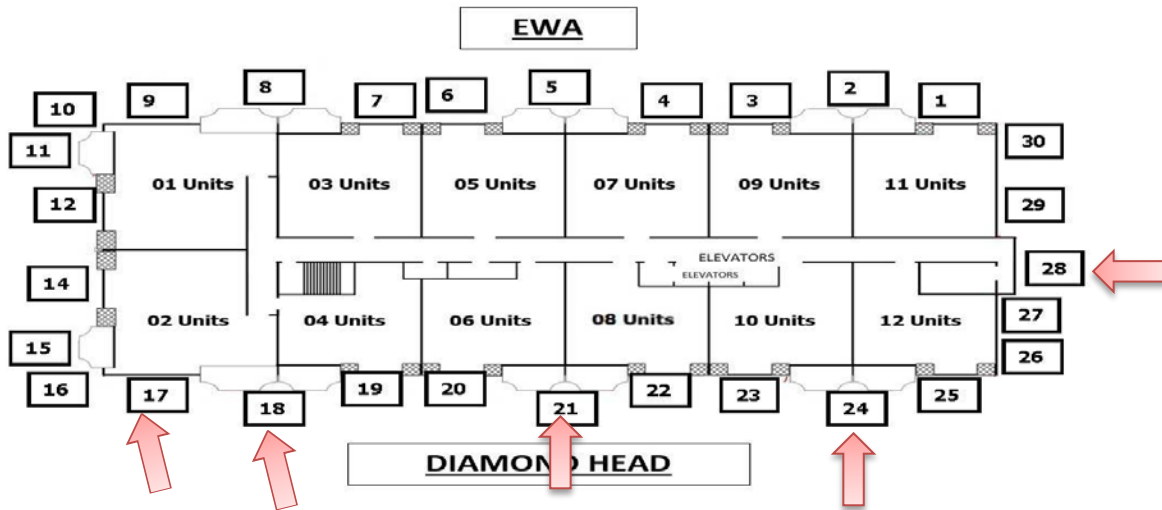 EWA
10
9
8
7
6
5
4
3
2
1
11
30
01 Units
03 Units
05 Units
07 Units
09 Units
11 Units
12
29
ELEVATORS
ELEVATORS
28
14
02 Units
04 Units
06 Units
08 Units
10 Units
12 Units
27
15
26
16
17
18
19
20
21
22
23
24
25
DIAMOND HEAD